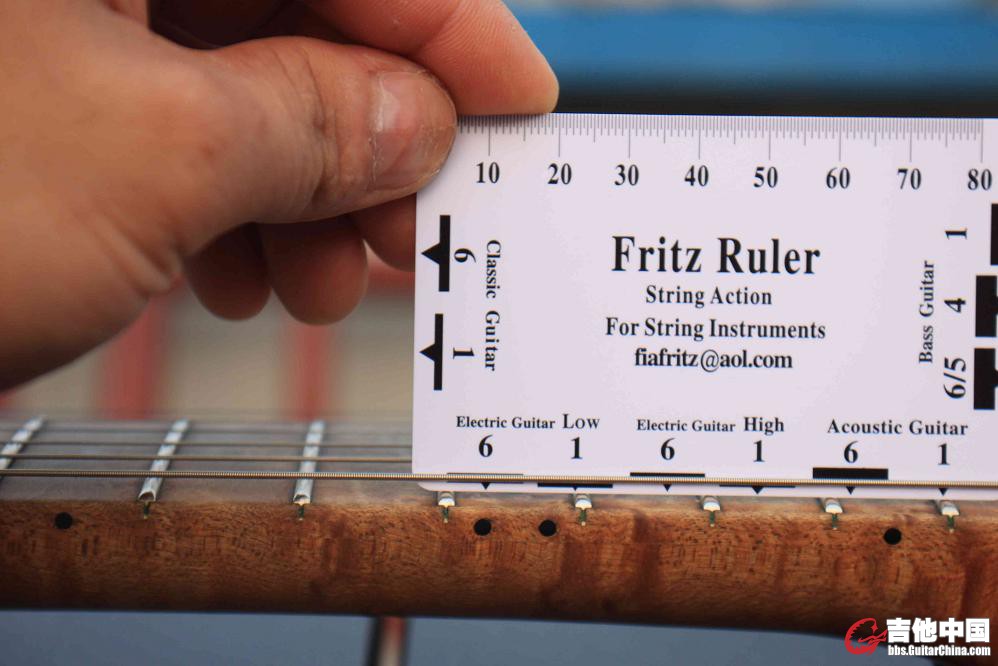 10 20 30 40 50 60 70 80
Fritz Ruler
String Action
For String Instruments
fiafritz@aol.com
Classic Guitar
6
1
Bass Guitar
1
4
6/5
Electric Guitar Low
6 1
Electric Guitar High
6 1
Acoustic Guitar
6 1
吉他中国
bbs.GuitarChina.com